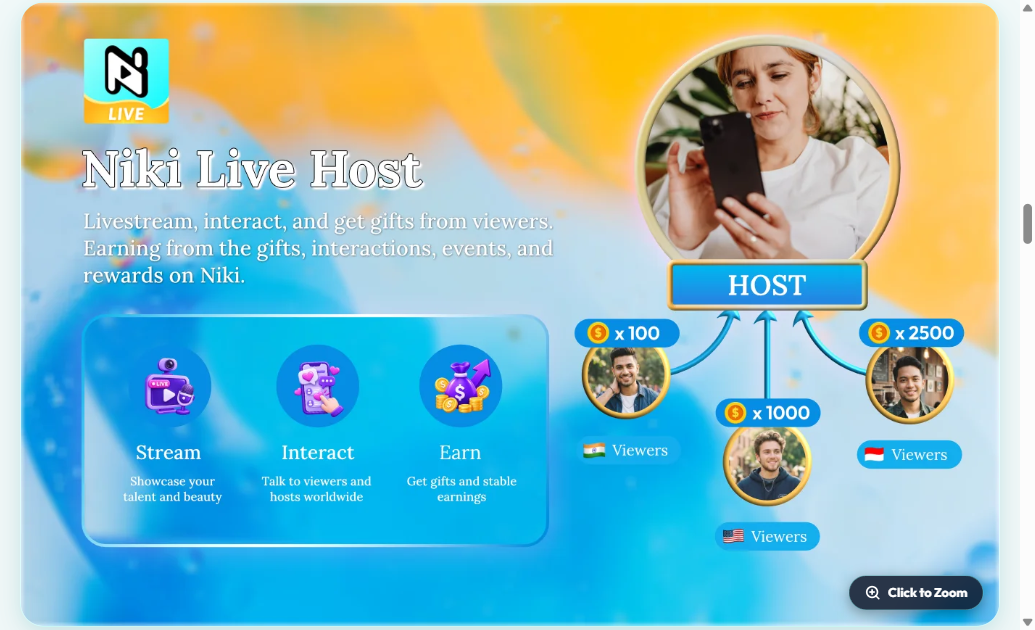 LIVE
Niki Live Host
Livestream, interact, and get gifts from viewers.
Earning from the gifts, interactions, events, and
rewards on Niki.
LIVE
Stream
Showcase your
talent and beauty
Interact
Talk to viewers and
hosts worldwide
Earn
Get gifts and stable
earnings
HOST
x 100
x 2500
x 1000
Viewers
Viewers
Viewers
Click to Zoom